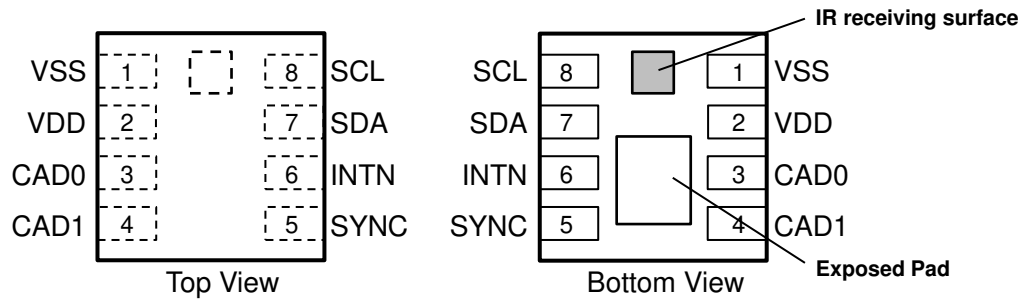 IR receiving surface
VSS 1 8 SCL SCL 8 1 VSS
VDD 2 7 SDA SDA 7 2 VDD
CAD0 3 6 INTN INTN 6 3 CAD0
CAD1 4 5 SYNC SYNC 5 4 CAD1
Exposed Pad
Top View Bottom View